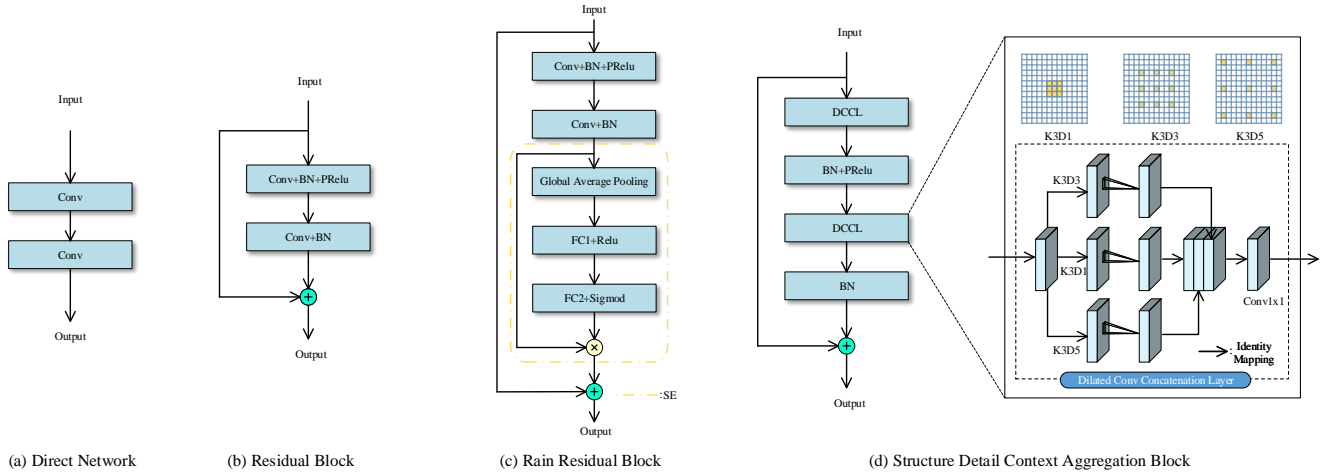 Input
Conv
Conv
Output
(a) Direct Network
Input
Conv+BN+PRelu
Conv+BN
+
Output
(b) Residual Block
Input
Conv+BN+PRelu
Conv+BN
Global Average Pooling
FC1+Relu
FC2+Sigmod
×
+
:SE
Output
(c) Rain Residual Block
Input
DCCL
BN+PRelu
DCCL
BN
+
Output
K3D1
K3D3
K3D5
K3D3
K3D1
K3D5
Conv1x1
: Identity
Mapping
Dilated Conv Concatenation Layer
(d) Structure Detail Context Aggregation Block